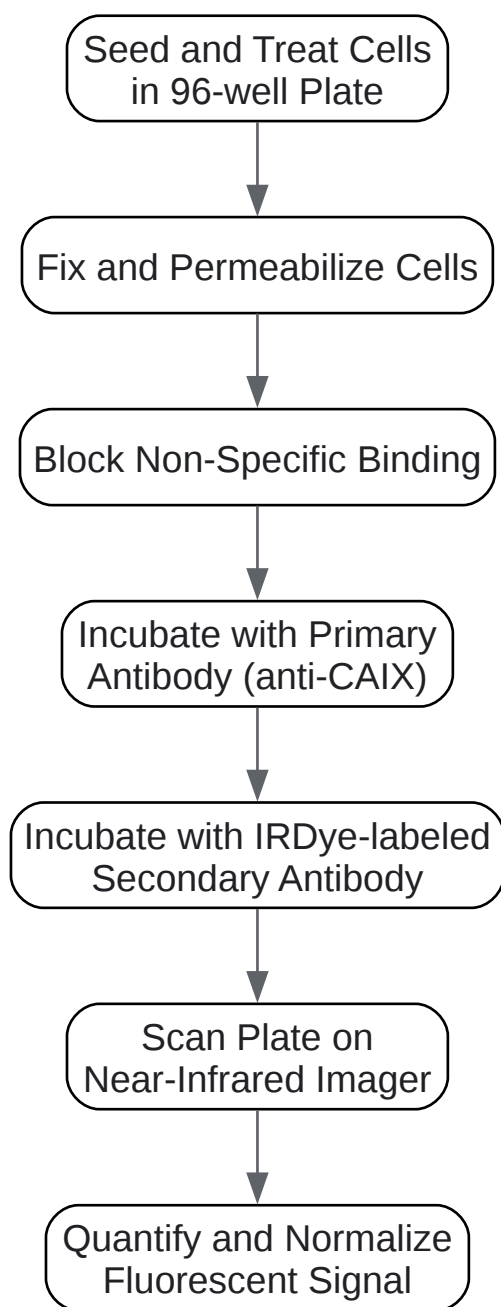 Seed and Treat Cells
in 96-well Plate
Fix and Permeabilize Cells
Block Non-Specific Binding
Incubate with Primary
Antibody (anti-CAIX)
Incubate with IRDye-labeled
Secondary Antibody
Scan Plate on
Near-Infrared Imager
Quantify and Normalize
Fluorescent Signal